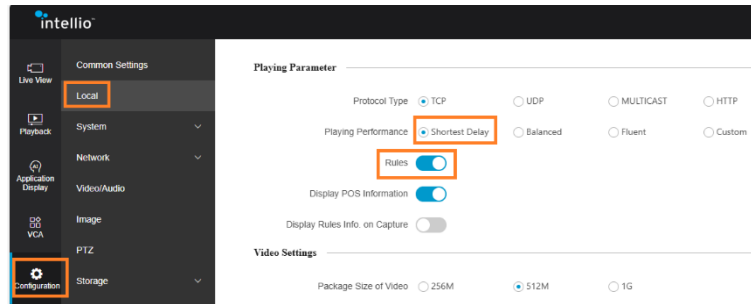 intellio
Live View
Playback
Application
Display
VCA
Configuration
Common Settings
Local
System
Network
Video/Audio
Image
PTZ
Storage
Playing Parameter
Protocol Type TCP UDP MULTICAST HTTP
Playing Performance Shortest Delay Balanced Fluent Custom
Rules
Display POS Information
Display Rules Info. on Capture
Video Settings
Package Size of Video 256M 512M 1G